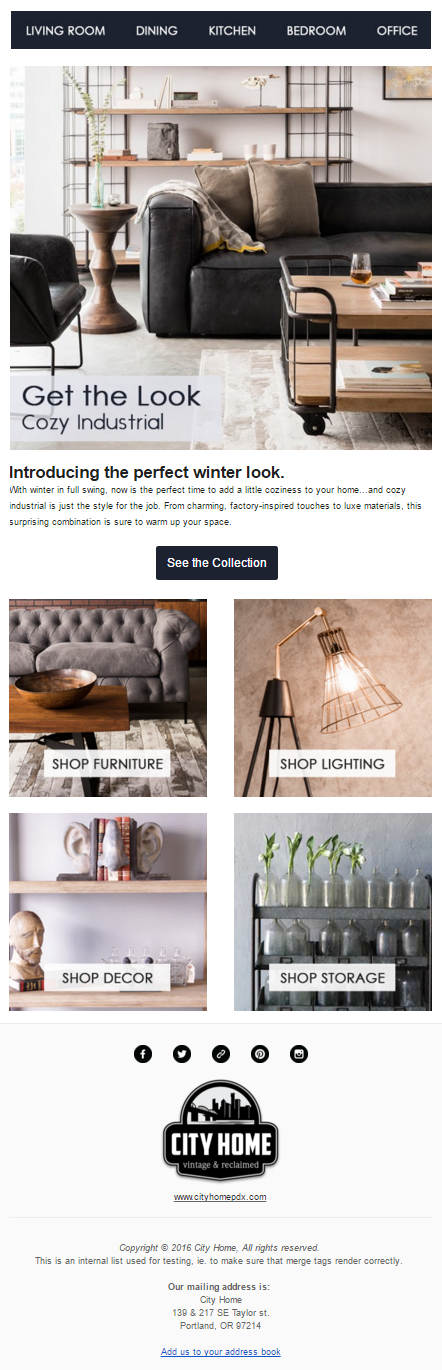 LIVING ROOM DINING KITCHEN BEDROOM OFFICE
Get the Look
Cozy Industrial
Introducing the perfect winter look.
With winter in full swing, now is the perfect time to add a little coziness to your home...and cozy
industrial is just the style for the job. From charming, factory-inspired touches to luxe materials, this
surprising combination is sure to warm up your space.
See the Collection
SHOP FURNITURE
SHOP LIGHTING
SHOP DECOR
SHOP STORAGE
CITY HOME
vintage & reclaimed
www.cityhomepdx.com
Copyright © 2016 City Home, All rights reserved.
This is an internal list used for testing, ie. to make sure that merge tags render correctly.
Our mailing address is:
City Home
139 & 217 SE Taylor st.
Portland, OR 97214
Add us to your address book